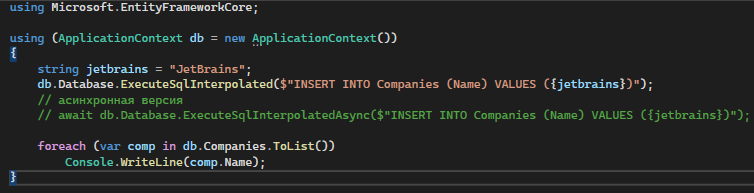 using Microsoft.EntityFrameworkCore;
using (ApplicationContext db = new ApplicationContext())
{
string jetbrains = "JetBrains";
db.Database.ExecuteSqlInterpolated($"INSERT INTO Companies (Name) VALUES ({jetbrains})");
// асинхронная версия
// await db.Database.ExecuteSqlInterpolatedAsync($"INSERT INTO Companies (Name) VALUES ({jetbrains})");
foreach (var comp in db.Companies.ToList())
Console.WriteLine(comp.Name);
}